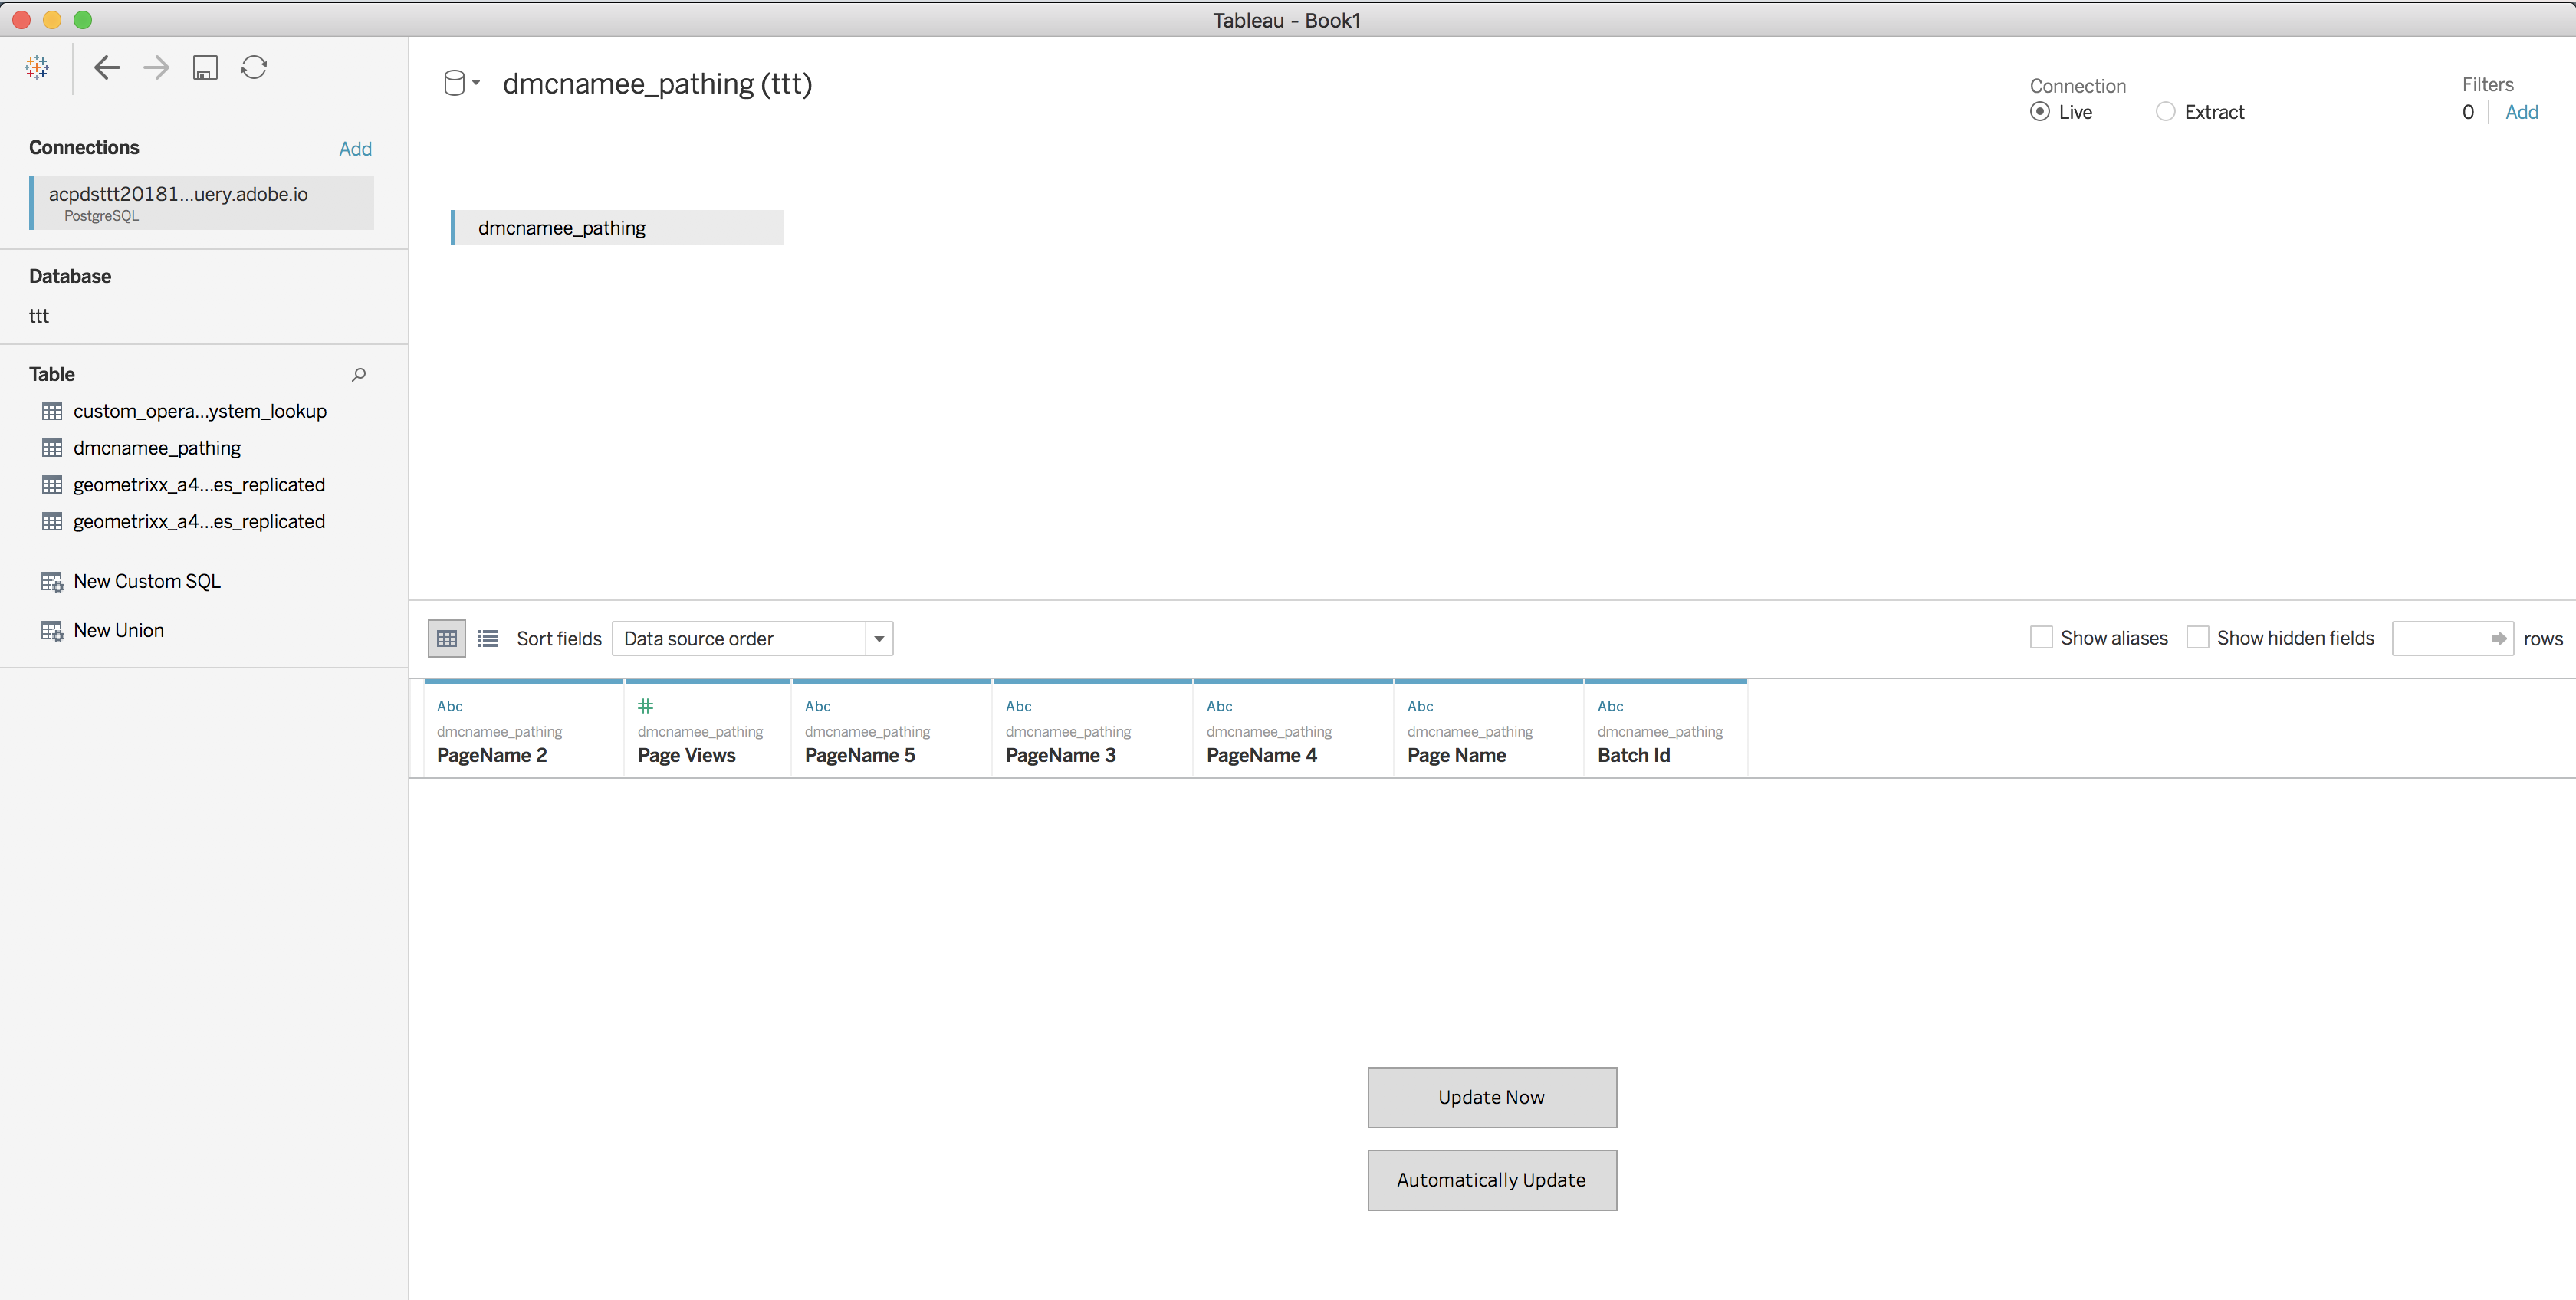 Tableau - Book1
Connections
Add
acpdsttt20181...uery.adobe.io
PostgreSQL
Database
ttt
Table
custom_opera...ystem_lookup
dmcnamee_pathing
geometrixx_a4...es_replicated
geometrixx_a4...es_replicated
New Custom SQL
New Union
dmcnamee_pathing (ttt)
Connection
Live
Extract
Filters
0
Add
dmcnamee_pathing
Sort fields
Data source order
Show aliases
Show hidden fields
rows
Abc
dmcnamee_pathing
PageName 2
#
dmcnamee_pathing
Page Views
Abc
dmcnamee_pathing
PageName 5
Abc
dmcnamee_pathing
PageName 3
Abc
dmcnamee_pathing
PageName 4
Abc
dmcnamee_pathing
Page Name
Abc
dmcnamee_pathing
Batch Id
Update Now
Automatically Update